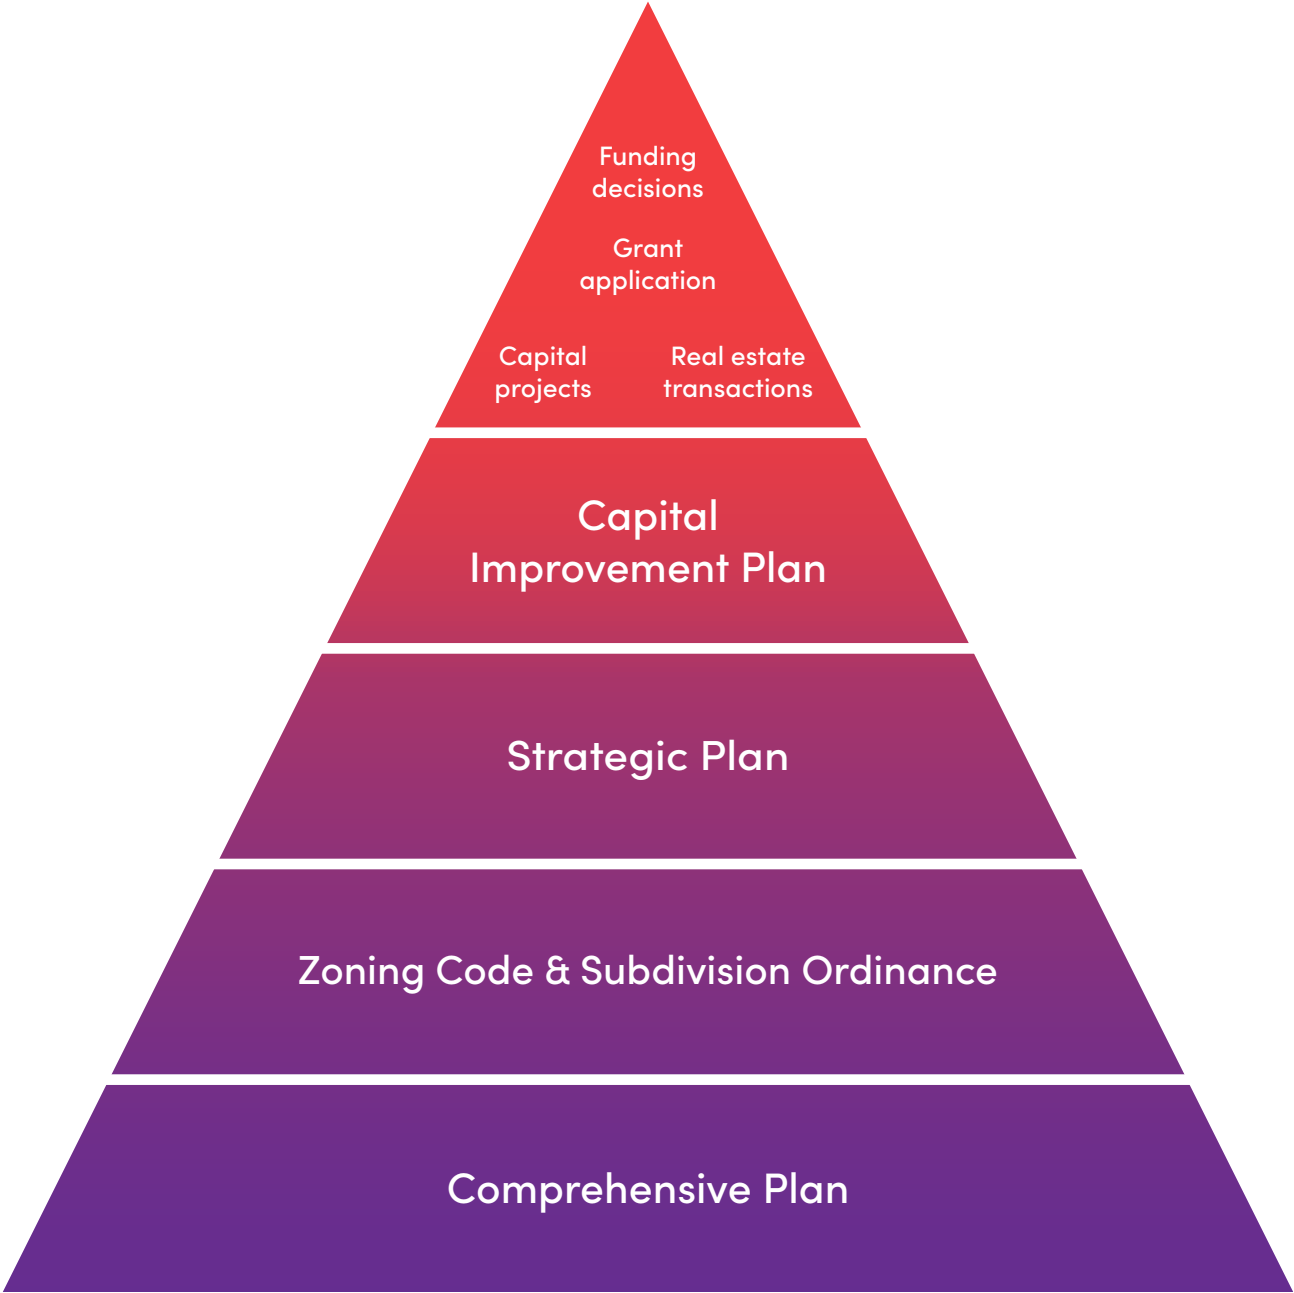 Funding
decisions
Grant
application
Capital
projects
Real estate
transactions
Capital
Improvement Plan
Strategic Plan
Zoning Code & Subdivision Ordinance
Comprehensive Plan